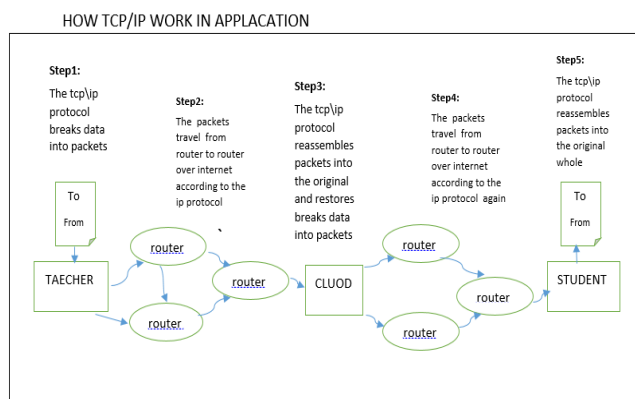 HOW TCP/IP WORK IN APPLACATION
Step1:
The tcp\ip
protocol
breaks data
into packets
Step2:
The packets
travel from
router to router
over internet
according to the
ip protocol
Step3:
The tcp\ip
protocol
reassembles
packets into
the original
and restores
breaks data
into packets
Step4:
The packets
travel from
router to router
over internet
according to the
ip protocol again
Step5:
The tcp\ip
protocol
reassembles
packets into
the original
whole
To
From
TAECHER
router
router
router
CLUOD
router
router
router
To
From
STUDENT